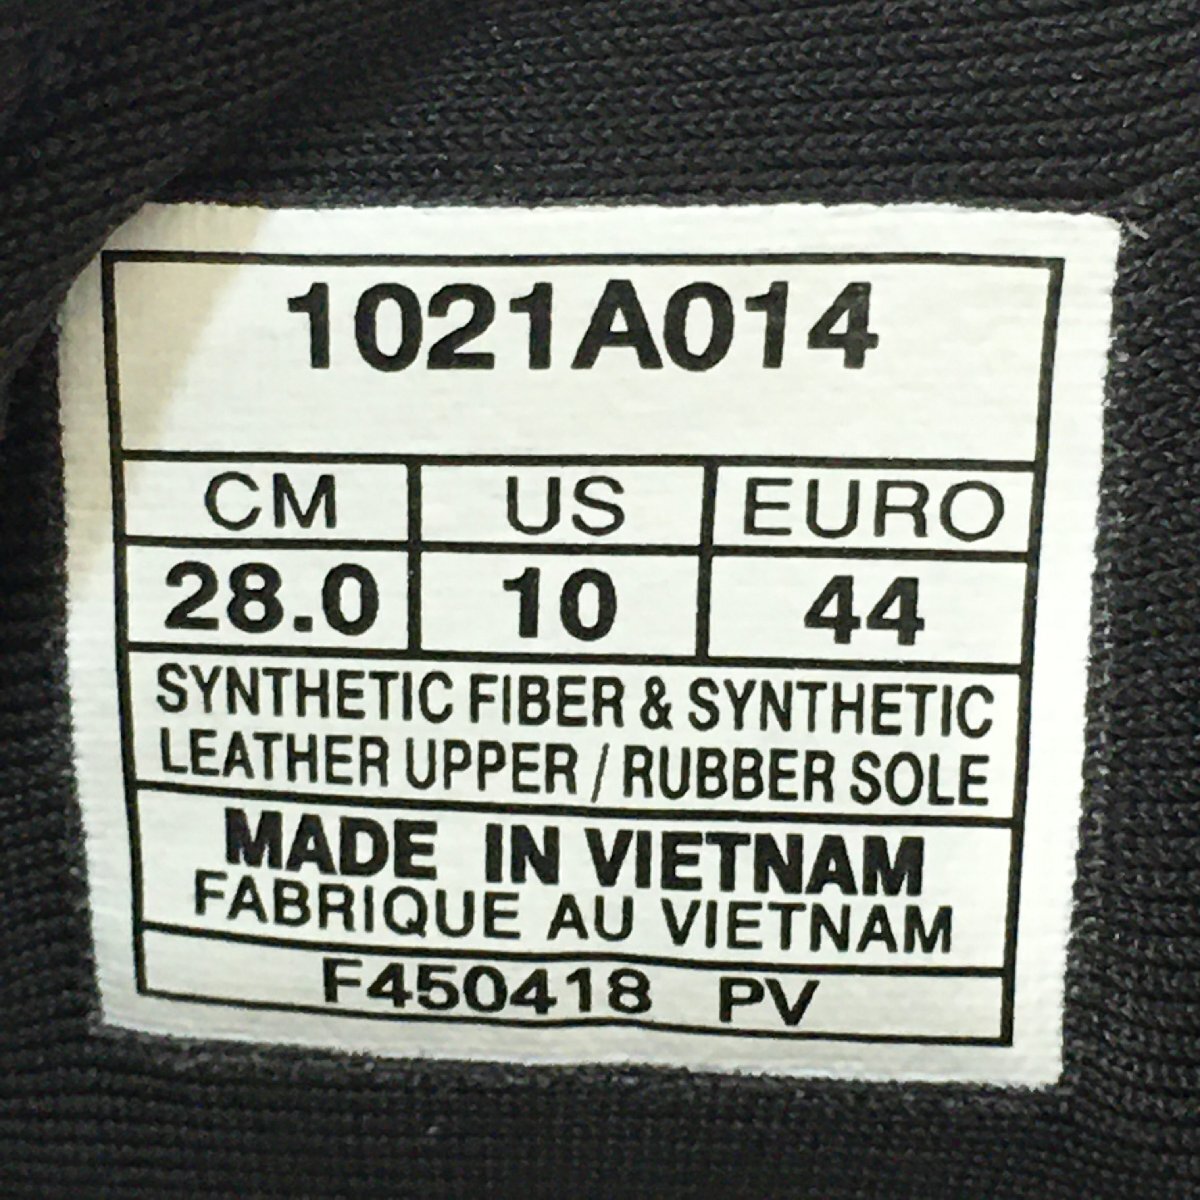 1021A014
CM US EURO
28.0 10 44
SYNTHETIC FIBER & SYNTHETIC
LEATHER UPPER / RUBBER SOLE
MADE IN VIETNAM
FABRIQUE AU VIETNAM
F450418 PV